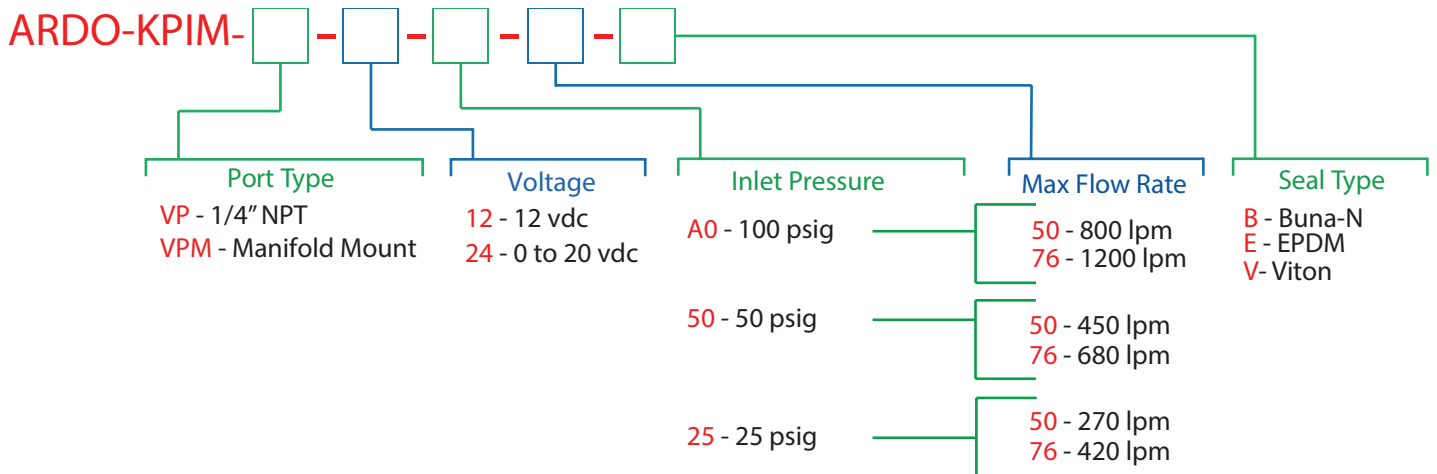 ARDO-KPIM-
Port Type
VP - 1/4” NPT
VPM - Manifold Mount
Voltage
12 - 12 vdc
24 - 0 to 20 vdc
Inlet Pressure
A0 - 100 psig
50 - 50 psig
25 - 25 psig
Max Flow Rate
50 - 800 lpm
76 - 1200 lpm
50 - 450 lpm
76 - 680 lpm
50 - 270 lpm
76 - 420 lpm
Seal Type
B - Buna-N
E - EPDM
V- Viton